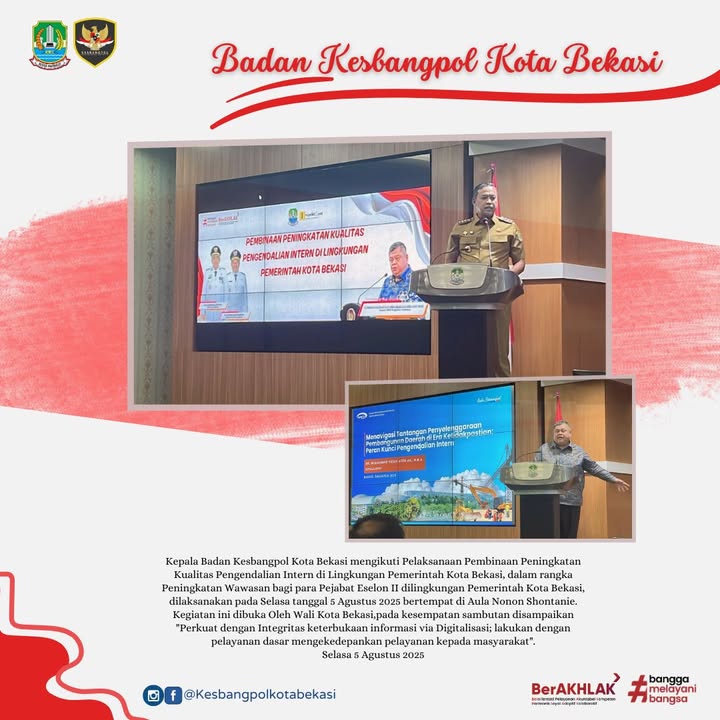 Badan Kesbangpol Kota Bekasi
BerAKHLAK
PEMBINAAN PENINGKATAN KUALITAS
PENGENDALIAN INTERN DI LINGKUNGAN
PEMERINTAH KOTA BEKASI
Menavigasi Tantangan Penyelenggaraan
Pembangunan Daerah di Era Ketidakpastian:
Peran Kunci Pengendalian Intern
Kepala Badan Kesbangpol Kota Bekasi mengikuti Pelaksanaan Pembinaan Peningkatan
Kualitas Pengendalian Intern di Lingkungan Pemerintah Kota Bekasi, dalam rangka
Peningkatan Wawasan bagi para Pejabat Eselon II dilingkungan Pemerintah Kota Bekasi,
dilaksanakan pada Selasa tanggal 5 Agustus 2025 bertempat di Aula Nonon Shontanie.
Kegiatan ini dibuka Oleh Wali Kota Bekasi,pada kesempatan sambutan disampaikan
"Perkuat dengan Integritas keterbukaan informasi via Digitalisasi; lakukan dengan
pelayanan dasar mengekedepankan pelayanan kepada masyarakat".
Selasa 5 Agustus 2025
@Kesbangpolkotabekasi
BerAKHLAK
#bangga
melayani
bangsa